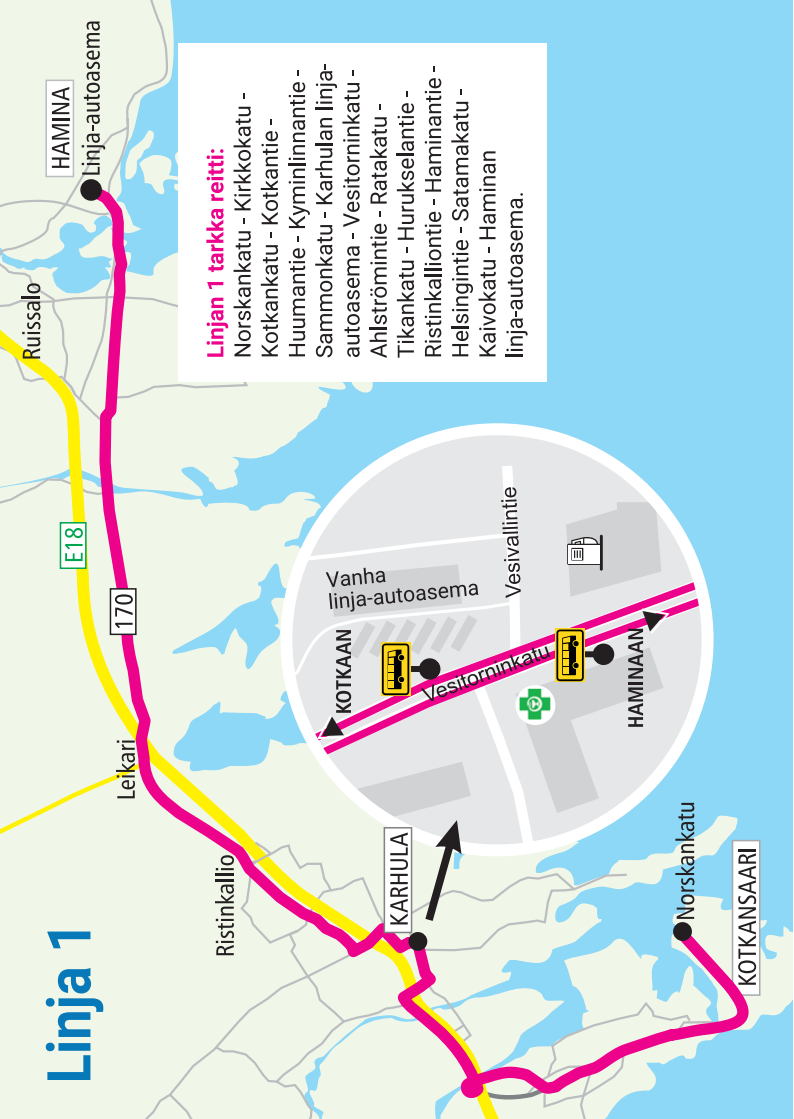 Linja 1
HAMINA
Linja-autoasema
Ruissalo
E18
170
Leikari
Ristinkallio
KARHULA
Norskankatu
KOTKANSAARI
Linjan 1 tarkka reitti:
Norskankatu - Kirkkokatu -
Kotkankatu - Kotkantie -
Huumantie - Kyminlinnantie -
Sammonkatu - Karhulan linja-
autoasema - Vesitorninkatu -
Ahlströmintie - Ratakatu -
Tikankatu - Hurukselantie -
Ristinkalliontie - Haminantie -
Helsingintie - Satamakatu -
Kaivokatu - Haminan
linja-autoasema.
KOTKAAN
Vanha
linja-autoasema
Vesivallintie
Vesitorninkatu
HAMINAAN